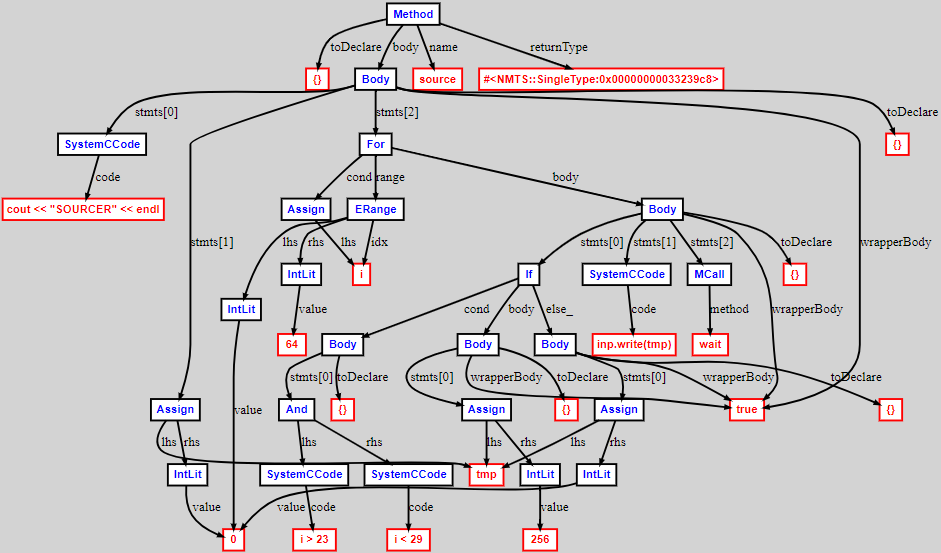 Method
toDeclare
body
name
returnType
{}
Body
source
#<NMTS::SingleType:0x00000000033239c8>
stmts[0]
stmts[2]
toDeclare
SystemCCode
For
{}
code
cond
range
body
cout << "SOURCER" << endl
Assign
ERange
Body
stmts[1]
lhs
rhs
lhs
idx
stmts[0]
stmts[1]
stmts[2]
toDeclare
wrapperBody
IntLit
i
If
SystemCCode
MCall
{}
IntLit
value
cond
body
else_
code
method
wrapperBody
64
Body
Body
Body
inp.write(tmp)
wait
stmts[0]
toDeclare
stmts[0]
wrapperBody
toDeclare
stmts[0]
wrapperBody
toDeclare
Assign
value
And
{}
Assign
{}
Assign
true
{}
lhs
rhs
lhs
rhs
lhs
rhs
lhs
rhs
IntLit
SystemCCode
SystemCCode
tmp
IntLit
IntLit
value
code
code
value
value
0
i > 23
i < 29
256